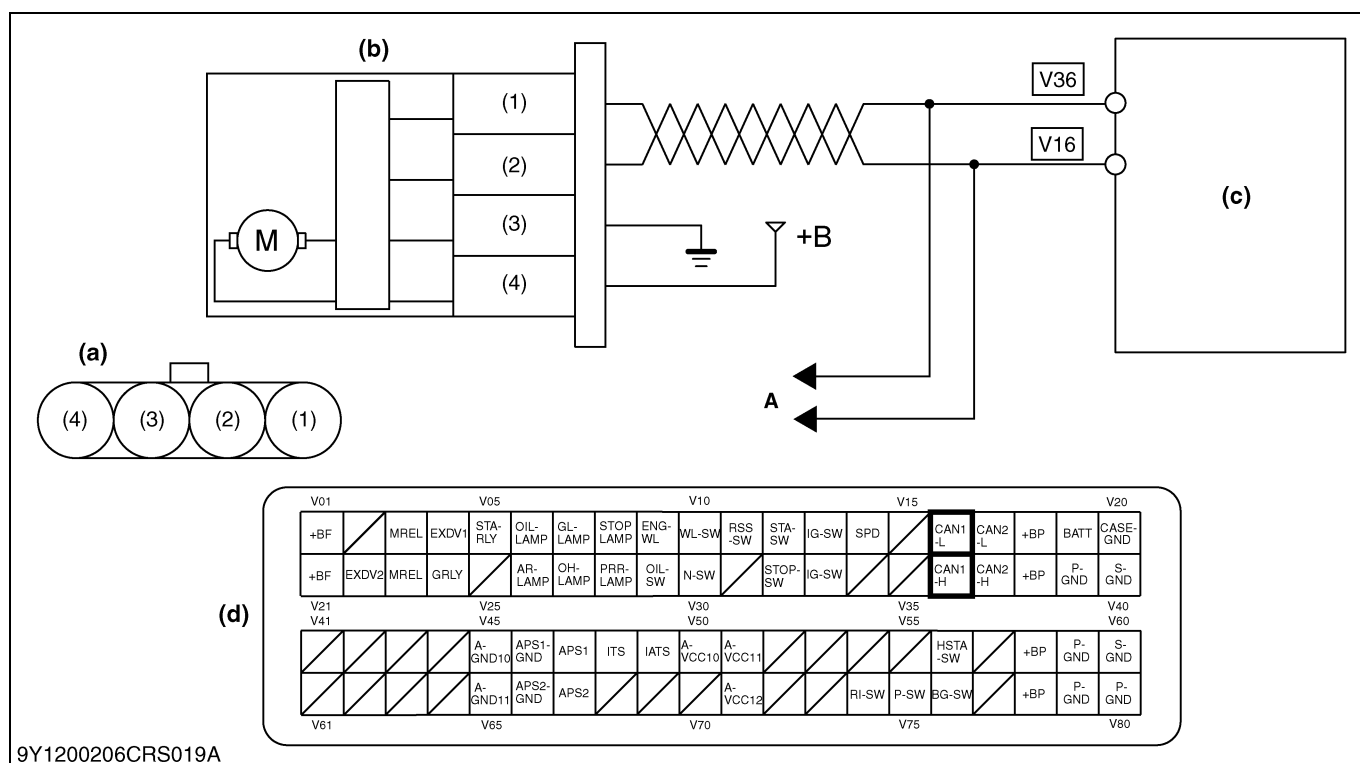 (b)
(1)
(2)
(3)
(4)
M
+B
V36
V16
(c)
A
(a)
(4) (3) (2) (1)
(d)
V01 V05 V10 V15 V20
+BF MREL EXDV1 STA-RLY OIL-LAMP GL-LAMP STOP LAMP ENG-WL WL-SW RSS-SW STA-SW IG-SW SPD CAN1-L CAN2-L +BP BATT CASE-GND
+BF EXDV2 MREL GRLY AR-LAMP OH-LAMP PRR-LAMP OIL-SW N-SW STOP-SW IG-SW CAN1-H CAN2-H +BP P-GND S-GND
V21 V25 V30 V35 V40
V41 V45 V50 V55 V60
A-GND10 APS1-GND APS1 ITS IATS A-VCC10 A-VCC11 HSTA-SW +BP P-GND S-GND
A-GND11 APS2-GND APS2 A-VCC12 RI-SW P-SW BG-SW +BP P-GND P-GND
V61 V65 V70 V75 V80
9Y1200206CRS019A